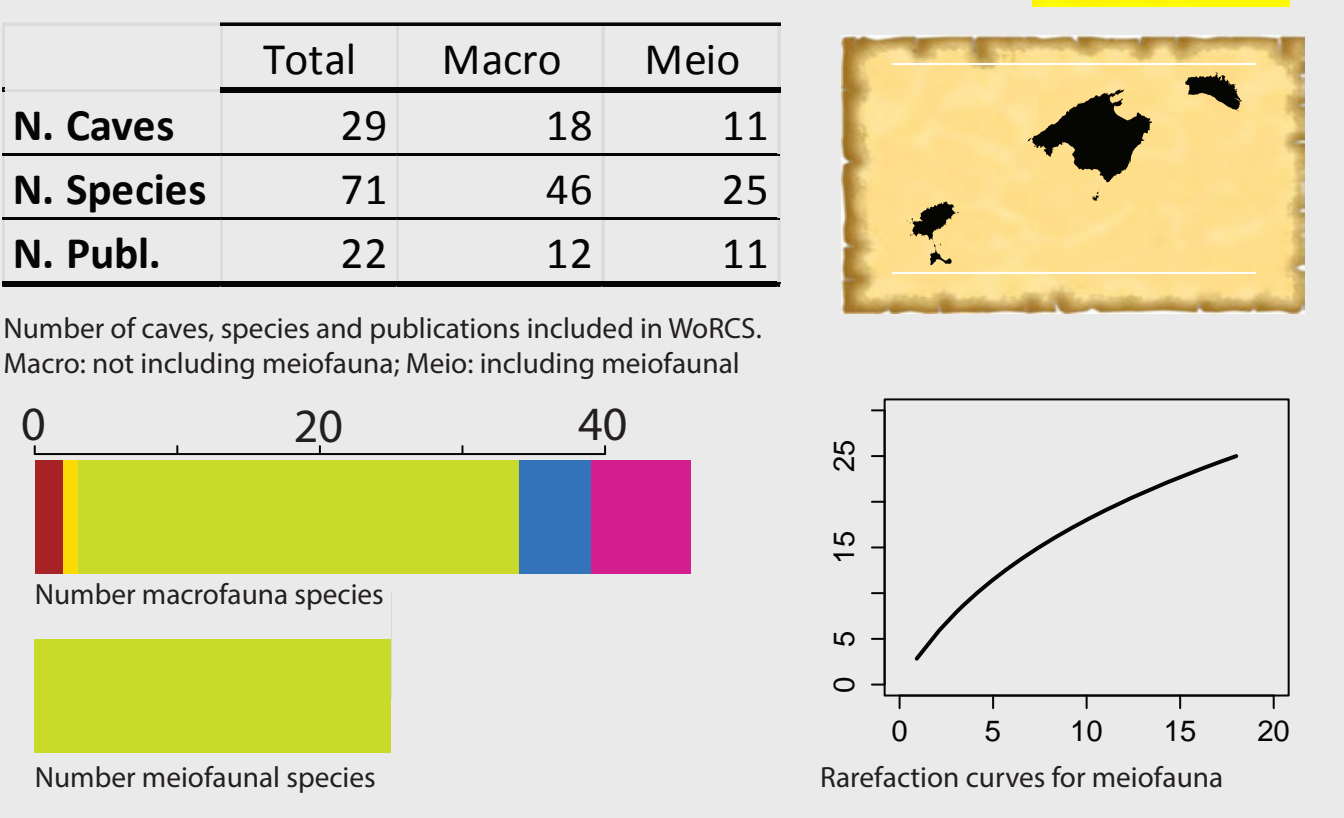 Total Macro Meio
N. Caves 29 18 11
N. Species 71 46 25
N. Publ. 22 12 11
Number of caves, species and publications included in WoRCS.
Macro: not including meiofauna; Meio: including meiofaunal
0 20 40
Number macrofauna species
Number meiofaunal species
25
15
5
0
0 5 10 15 20
Rarefaction curves for meiofauna